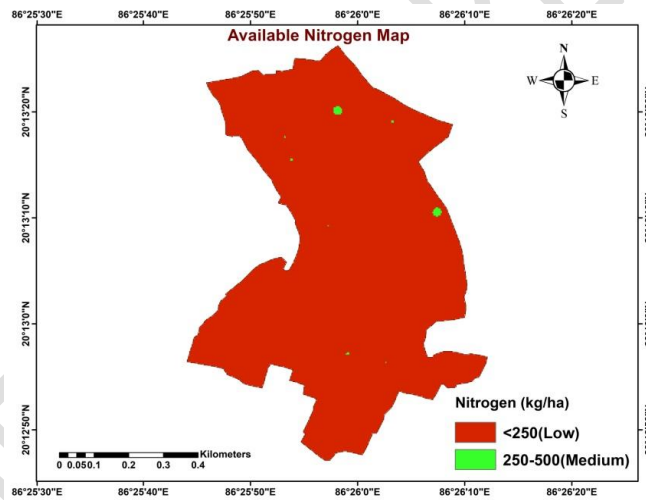 86°25'30"E 86°25'40"E 86°25'50"E 86°26'0"E 86°26'10"E 86°26'20"E
Available Nitrogen Map
N
W E
S
20°13'20"N
20°13'10"N
20°13'0"N
20°12'50"N
Nitrogen (kg/ha)
<250(Low)
250-500(Medium)
Kilometers
0 0.05 0.1 0.2 0.3 0.4
86°25'30"E 86°25'40"E 86°25'50"E 86°26'0"E 86°26'10"E 86°26'20"E